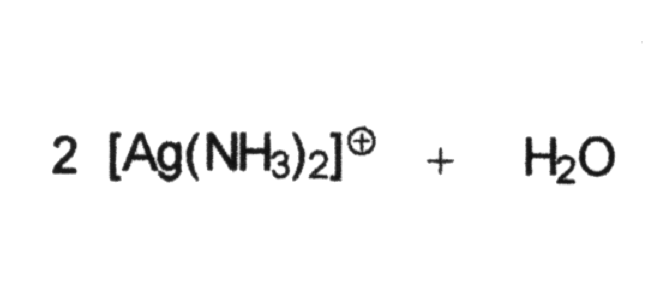 2 [Ag(NH₃)₂]⊕ + H₂O